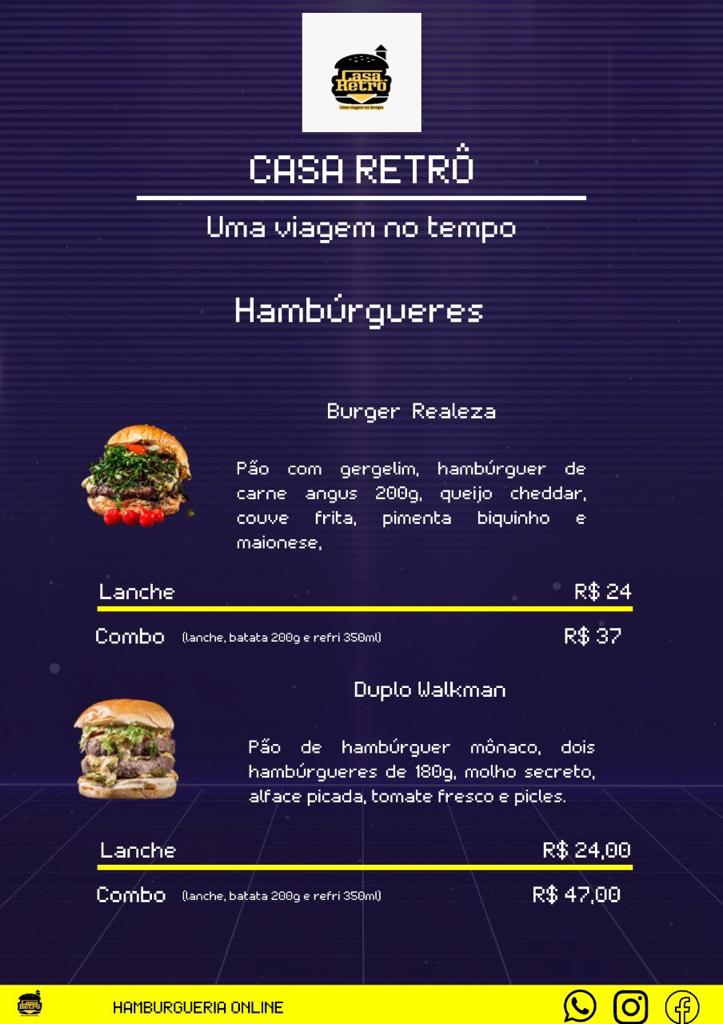 Casa
Retrô
Uma viagem no tempo
CASA RETRÔ
Uma viagem no tempo
Hambúrgueres
Burger Realeza
Pão com gergelim, hambúrguer de
carne angus 200g, queijo cheddar,
couve frita, pimenta biquinho e
maionese,
Lanche R$ 24
Combo (lanche, batata 200g e refri 350ml) R$ 37
Duplo Walkman
Pão de hambúrguer mônaco, dois
hambúrgueres de 180g, molho secreto,
alface picada, tomate fresco e picles.
Lanche R$ 24,00
Combo (lanche, batata 200g e refri 350ml) R$ 47,00
Casa
Retrô
HAMBURGUERIA ONLINE